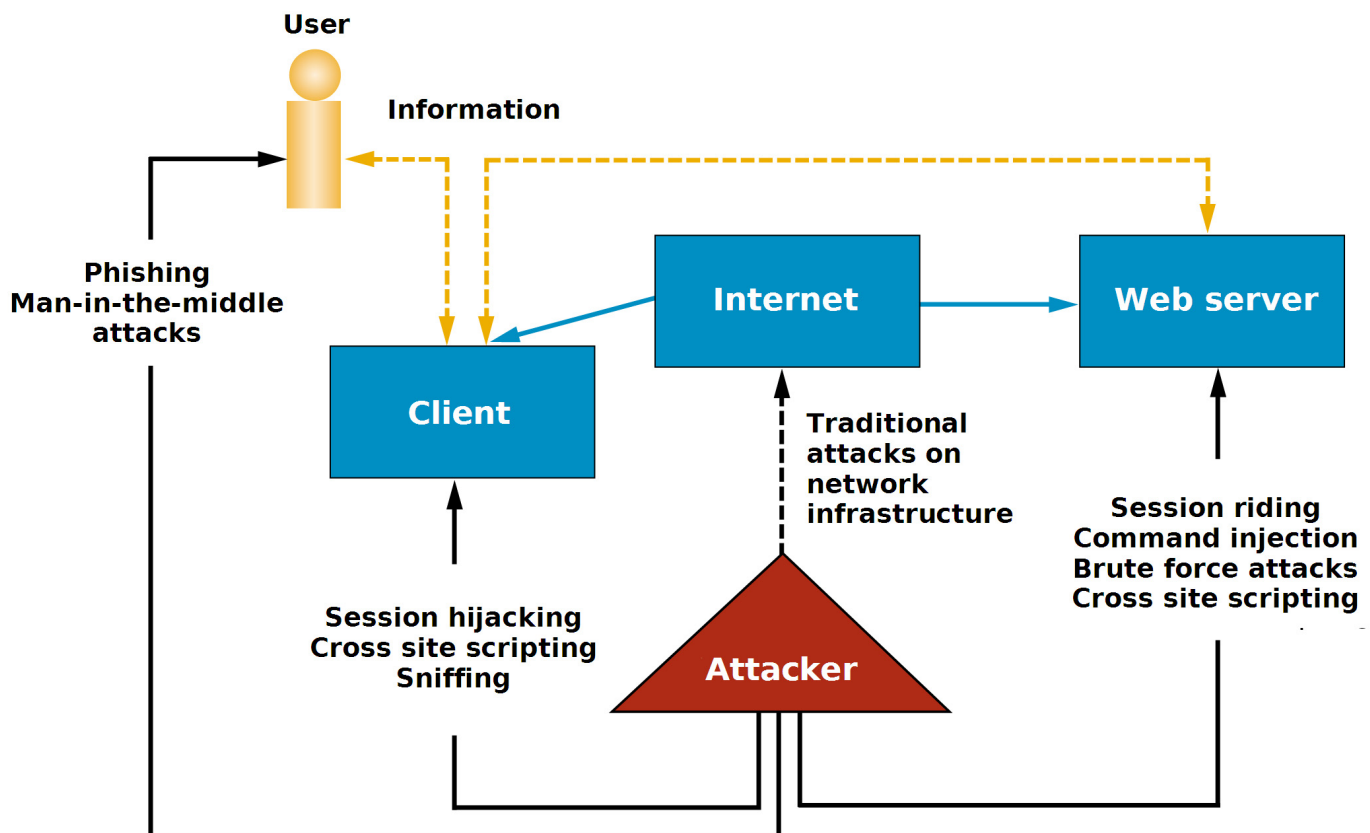 User
Information
Phishing
Man-in-the-middle
attacks
Internet
Web server
Client
Traditional
attacks on
network
infrastructure
Session riding
Command injection
Brute force attacks
Cross site scripting
Session hijacking
Cross site scripting
Sniffing
Attacker